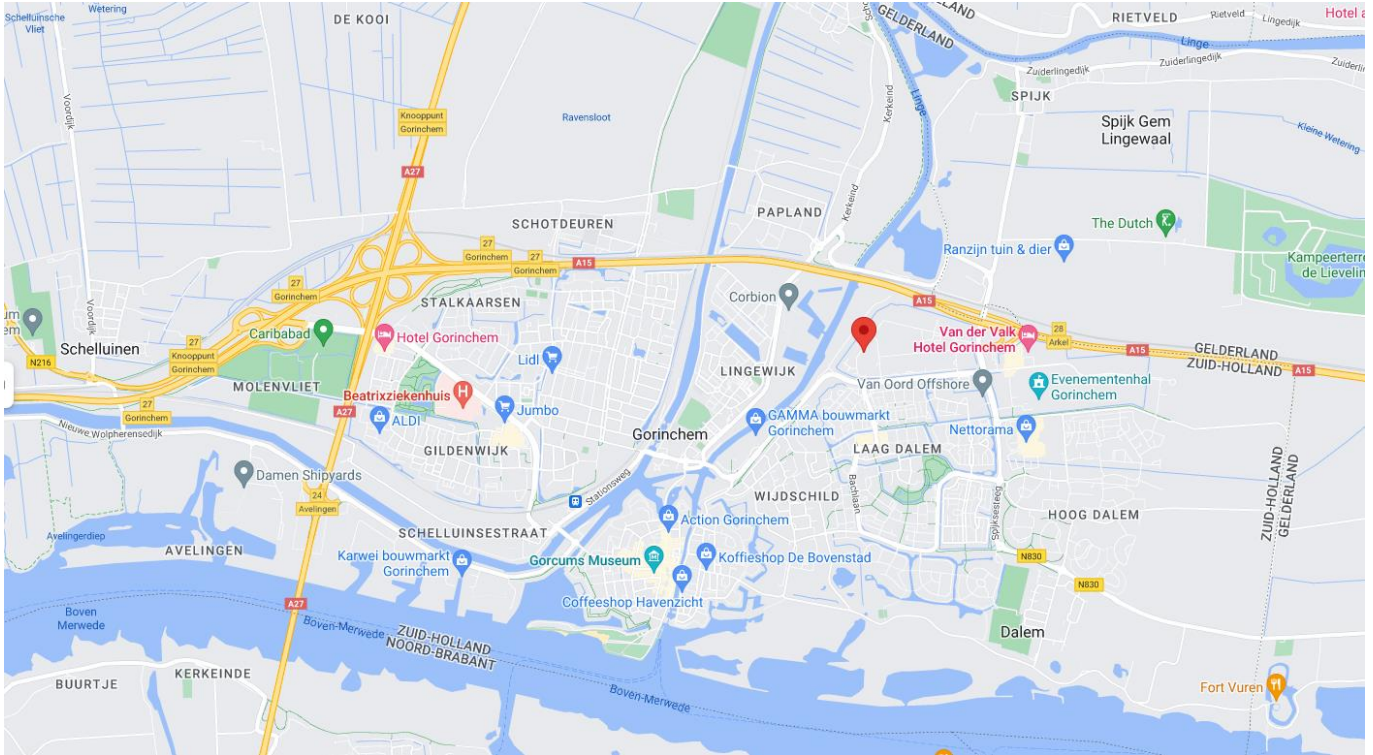 Schelluinsche
Vliet
Wetering
DE KOOI
GELDERLAND
RIETVELD
Rietveld
Lingedijk
Linge
Zuiderlingedijk
Zuiderlingedijk
SPIJK
Spijk Gem
Lingewaal
Kleine Wetering
Voordijk
Knooppunt
Gorinchem
Ravensloot
Kerkeind
Linge
A27
SCHOTDEUREN
PAPLAND
Kerkeind
The Dutch
Ranzijn tuin & dier
27
Gorinchem
27
Gorinchem
A15
27
Gorinchem
STALKAARSEN
Corbion
A15
Voordijk
Schelluinen
N216
27
Knooppunt
Gorinchem
Caribabad
Hotel Gorinchem
Lidl
Van der Valk
Hotel Gorinchem
28
Arkel
A15
GELDERLAND
ZUID-HOLLAND
A15
MOLENVLIET
Beatrixziekenhuis
LINGEWIJK
Van Oord Offshore
Evenementenhal
Gorinchem
27
Gorinchem
A27
ALDI
Jumbo
GAMMA bouwmarkt
Gorinchem
Nettorama
Nieuwe Wolpherensedijk
GILDENWIJK
Gorinchem
LAAG DALEM
Damen Shipyards
Stationsweg
Bachlaan
WIJDSCHILD
Spijksesteeg
HOOG DALEM
ZUID-HOLLAND
GELDERLAND
24
Avelingen
Avelingerdiep
AVELINGEN
SCHELLUINSESTRAAT
Action Gorinchem
Karwei bouwmarkt
Gorinchem
Gorcums Museum
Koffieshop De Bovenstad
N830
N830
Coffeeshop Havenzicht
A27
Boven
Merwede
Boven-Merwede
ZUID-HOLLAND
NOORD-BRABANT
Dalem
BUURTJE
KERKEINDE
Boven-Merwede
Fort Vuren